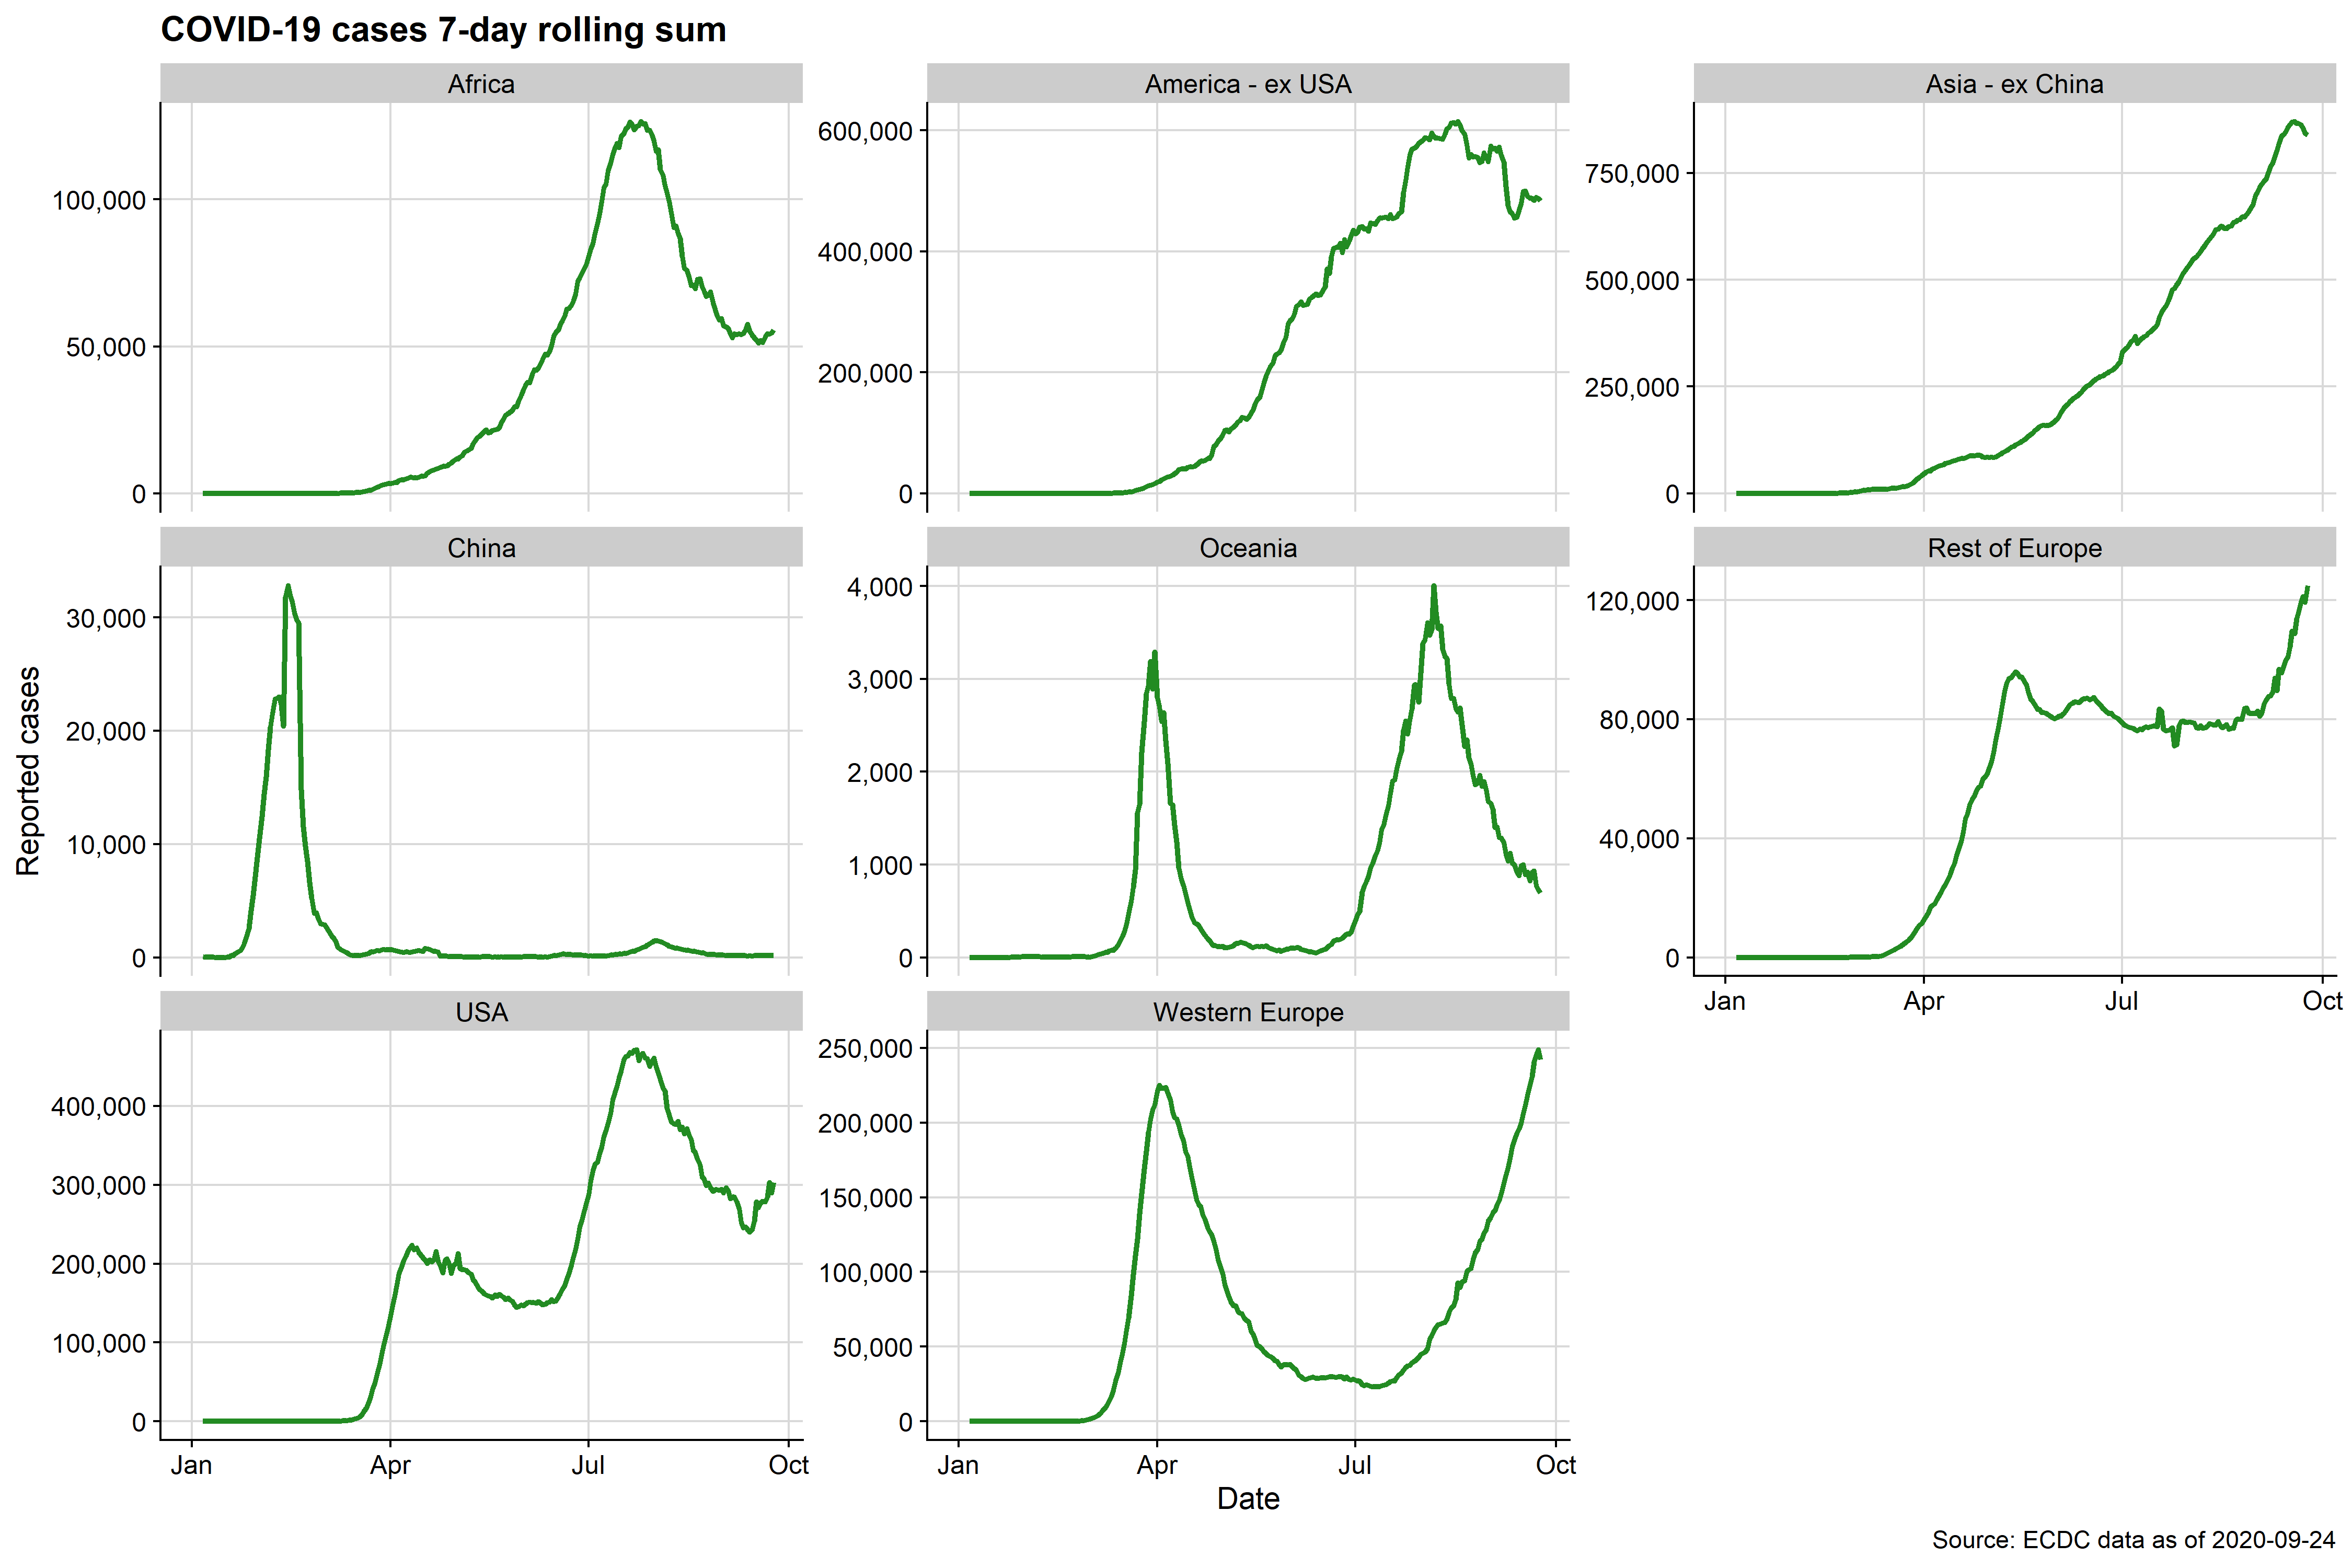 COVID-19 cases 7-day rolling sum
Africa
America - ex USA
Asia - ex China
100,000
50,000
0
600,000
400,000
200,000
0
750,000
500,000
250,000
0
China
Oceania
Rest of Europe
30,000
20,000
10,000
0
4,000
3,000
2,000
1,000
0
120,000
80,000
40,000
0
Jan Apr Jul Oct
Reported cases
USA
Western Europe
400,000
300,000
200,000
100,000
0
250,000
200,000
150,000
100,000
50,000
0
Jan Apr Jul Oct
Jan Apr Jul Oct
Date
Source: ECDC data as of 2020-09-24